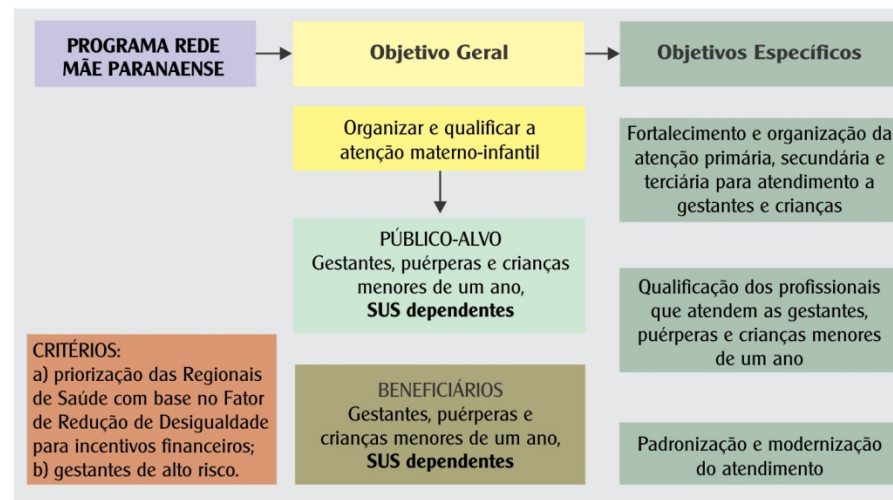 PROGRAMA REDE
MÃE PARANAENSE
Objetivo Geral
Objetivos Específicos
Organizar e qualificar a
atenção materno-infantil
PÚBLICO-ALVO
Gestantes, puérperas e crianças
menores de um ano,
SUS dependentes
CRITÉRIOS:
a) priorização das Regionais
de Saúde com base no Fator
de Redução de Desigualdade
para incentivos financeiros;
b) gestantes de alto risco.
BENEFICIÁRIOS
Gestantes, puérperas e
crianças menores de um ano,
SUS dependentes
Fortalecimento e organização da
atenção primária, secundária e
terciária para atendimento a
gestantes e crianças
Qualificação dos profissionais
que atendem as gestantes,
puérperas e crianças menores
de um ano
Padronização e modernização
do atendimento